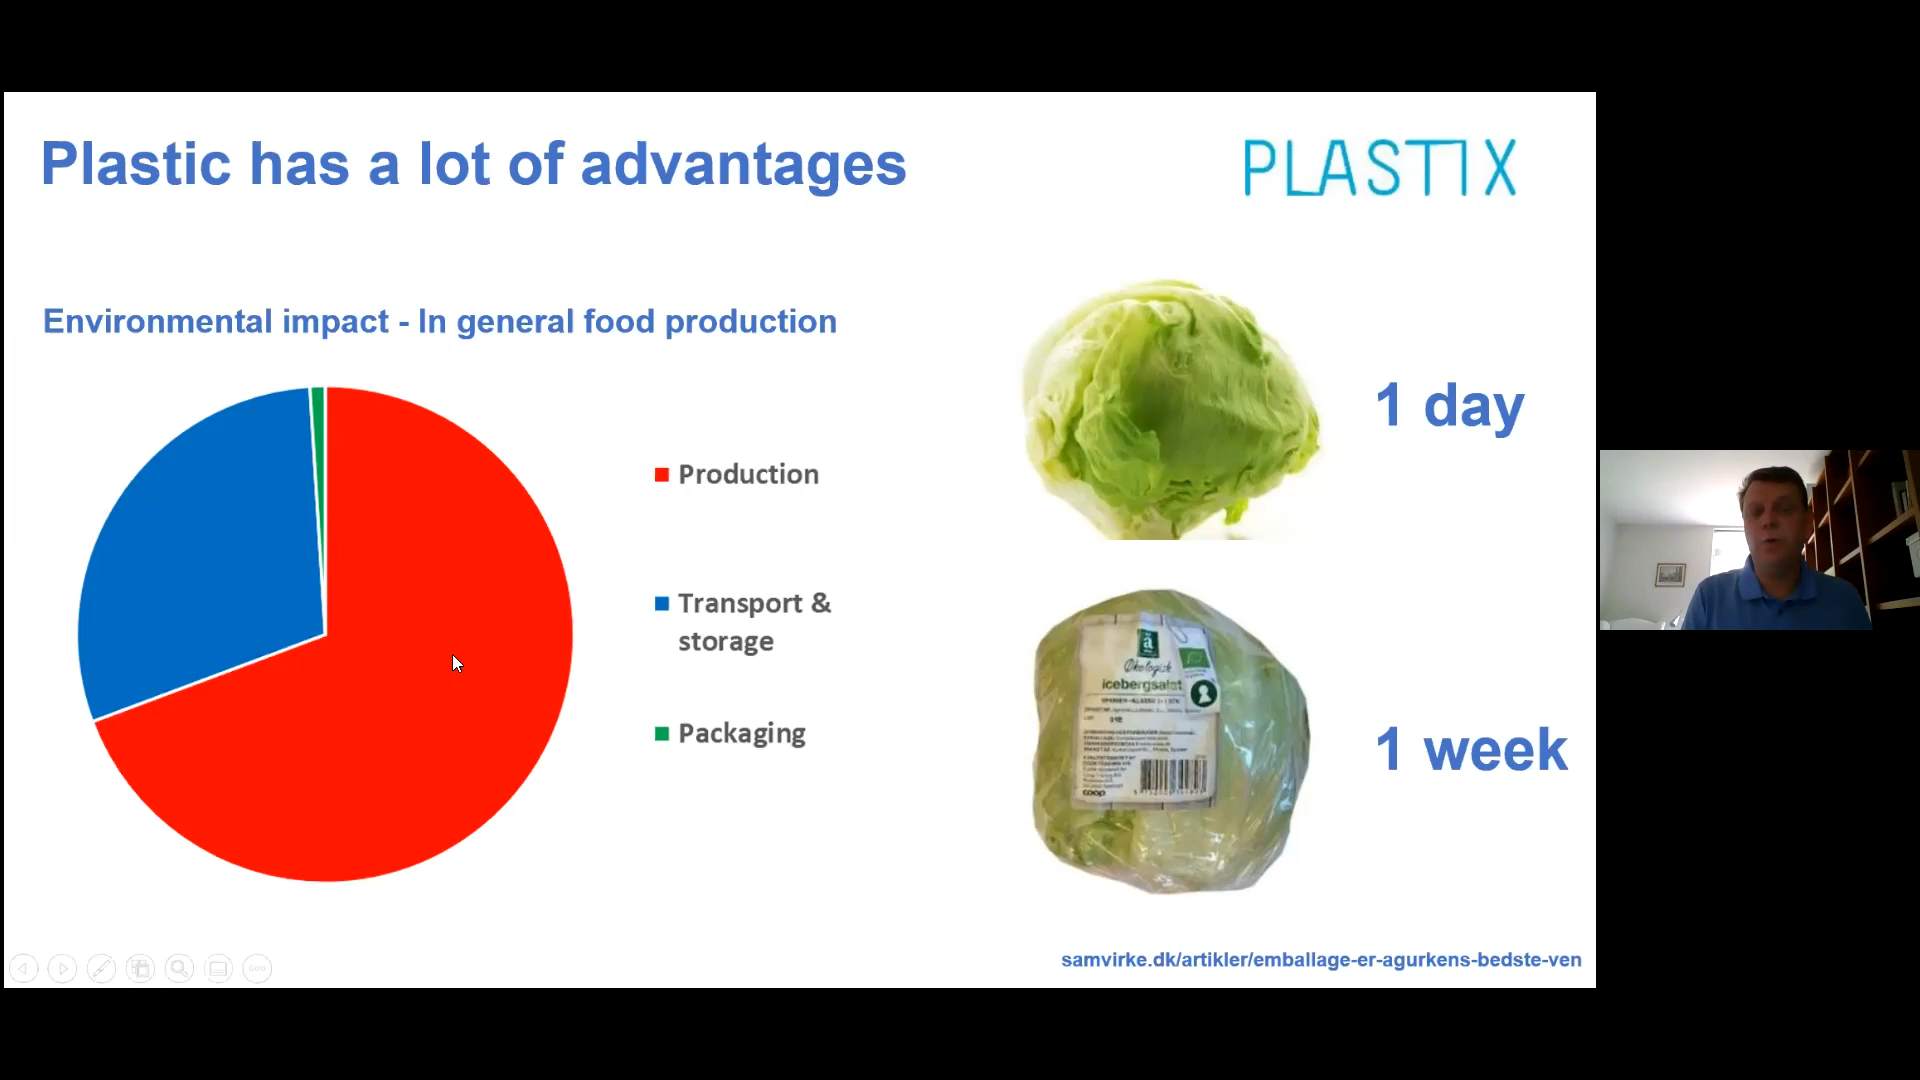 Plastic has a lot of advantages
PLASTIX
Environmental impact - In general food production
Production
Transport &
storage
Packaging
1 day
Økologisk
icebergsalat
coop
1 week
samvirke.dk/artikler/emballage-er-agurkens-bedste-ven